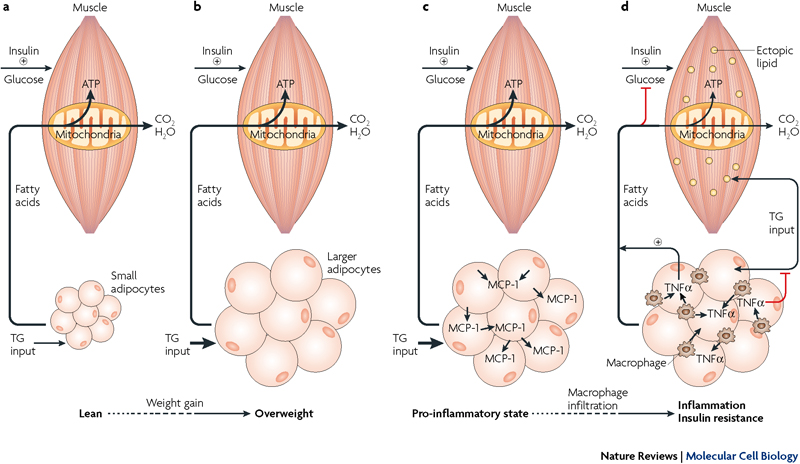 a
Muscle
Insulin
+
Glucose
ATP
Mitochondria
CO₂
H₂O
Fatty
acids
Small
adipocytes
TG
input
b
Muscle
Insulin
+
Glucose
ATP
Mitochondria
CO₂
H₂O
Fatty
acids
Larger
adipocytes
TG
input
Lean
Weight gain
Overweight
c
Muscle
Insulin
+
Glucose
ATP
Mitochondria
CO₂
H₂O
Fatty
acids
MCP-1
MCP-1
MCP-1
MCP-1
MCP-1
MCP-1
TG
input
d
Muscle
Insulin
+
Glucose
Ectopic
lipid
ATP
Mitochondria
CO₂
H₂O
Fatty
acids
TG
input
+
TNFα
TNFα
TNFα
TNFα
Macrophage
Pro-inflammatory state
Macrophage
infiltration
Inflammation
Insulin resistance
Nature Reviews | Molecular Cell Biology